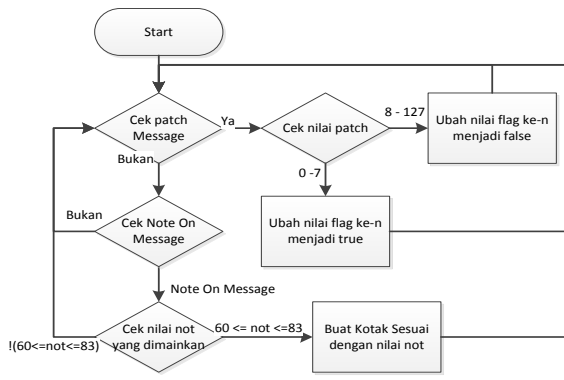 Start
Cek patch
Message
Ya
Cek nilai patch
8 - 127
Ubah nilai flag ke-n
menjadi false
Bukan
0 -7
Bukan
Cek Note On
Message
Ubah nilai flag ke-n
menjadi true
Note On Message
Cek nilai not
yang dimainkan
!(60<=not<=83)
60 <= not <=83
Buat Kotak Sesuai
dengan nilai not